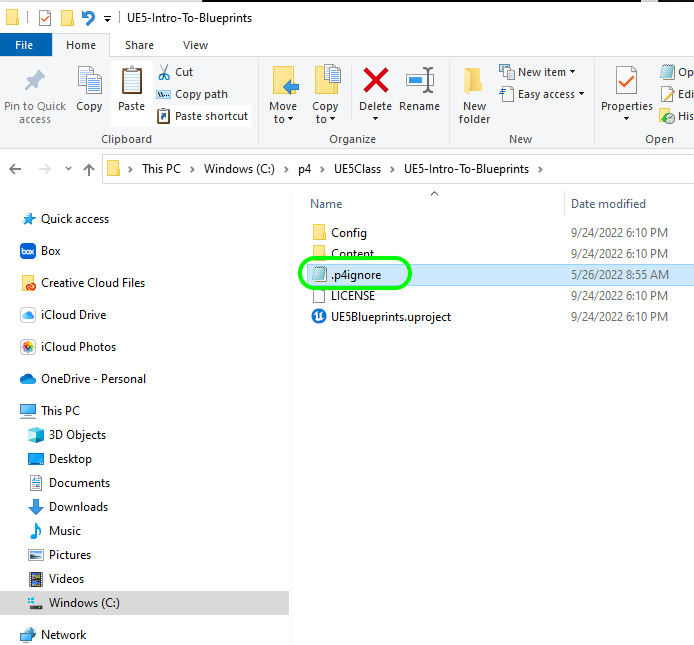 UE5-Intro-To-Blueprints
File Home Share View
Pin to Quick access
Copy
Paste
Cut
Copy path
Paste shortcut
Clipboard
Move to
Copy to
Delete
Rename
Organize
New folder
New item
Easy access
New
Properties
Op
Edi
His
Open
This PC > Windows (C:) > p4 > UE5Class > UE5-Intro-To-Blueprints >
Quick access
Box
Creative Cloud Files
iCloud Drive
iCloud Photos
OneDrive - Personal
This PC
3D Objects
Desktop
Documents
Downloads
Music
Pictures
Videos
Windows (C:)
Network
Name Date modified
Config 9/24/2022 6:10 PM
Content 9/24/2022 6:10 PM
.p4ignore 5/26/2022 8:55 AM
LICENSE 9/24/2022 6:10 PM
UE5Blueprints.uproject 9/24/2022 6:10 PM